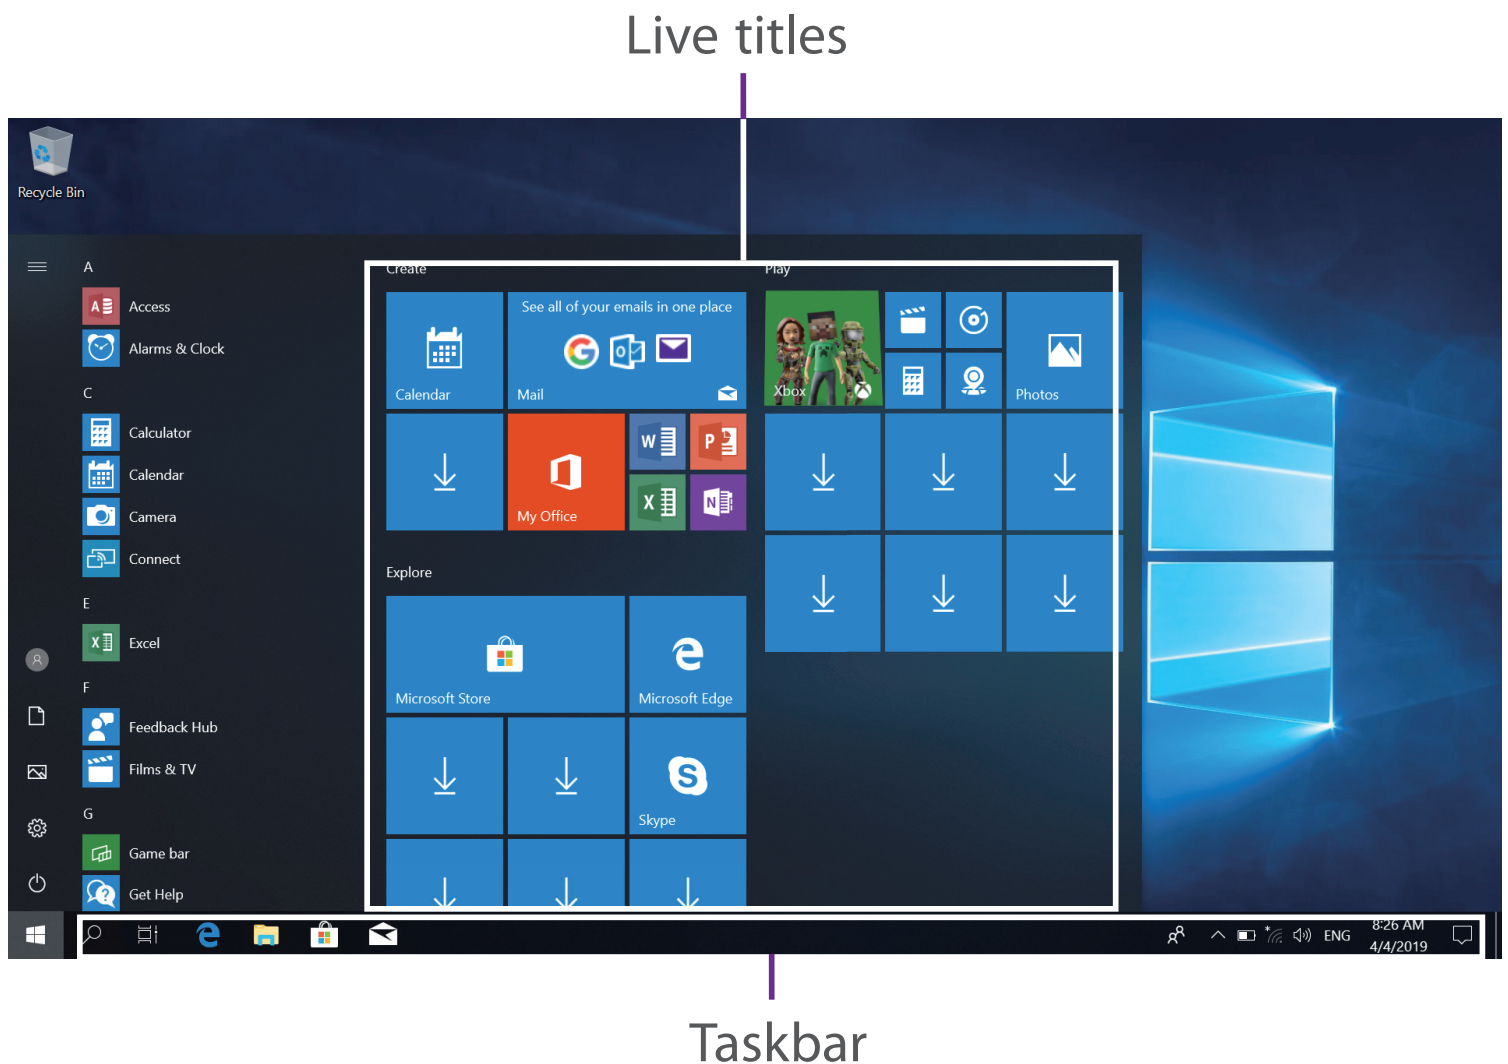 Live titles
Recycle Bin
A
Access
Alarms & Clock
C
Calculator
Calendar
Camera
Connect
E
Excel
F
Feedback Hub
Films & TV
G
Game bar
Get Help
Create
Calendar
See all of your emails in one place
Mail
My Office
Explore
Microsoft Store
Microsoft Edge
Skype
Play
Xbox
Photos
ENG
8:26 AM
4/4/2019
Taskbar